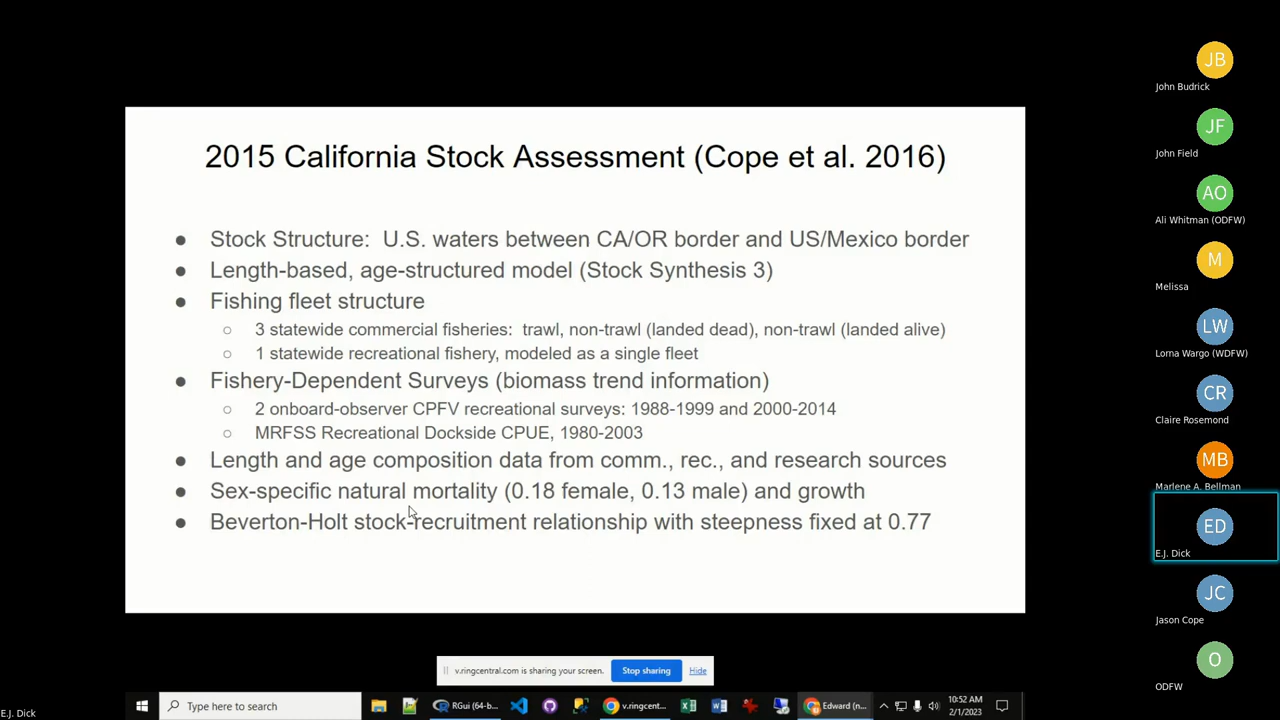 2015 California Stock Assessment (Cope et al. 2016)
● Stock Structure: U.S. waters between CA/OR border and US/Mexico border
● Length-based, age-structured model (Stock Synthesis 3)
● Fishing fleet structure
○ 3 statewide commercial fisheries: trawl, non-trawl (landed dead), non-trawl (landed alive)
○ 1 statewide recreational fishery, modeled as a single fleet
● Fishery-Dependent Surveys (biomass trend information)
○ 2 onboard-observer CPFV recreational surveys: 1988-1999 and 2000-2014
○ MRFSS Recreational Dockside CPUE, 1980-2003
● Length and age composition data from comm., rec., and research sources
● Sex-specific natural mortality (0.18 female, 0.13 male) and growth
● Beverton-Holt stock-recruitment relationship with steepness fixed at 0.77
v.ringcentral.com is sharing your screen.
Stop sharing
Hide
Type here to search
RGui (64-b...
v.ringcent...
Edward (n...
10:52 AM
2/1/2023
E.J. Dick
JB
John Budrick
JF
John Field
AO
Ali Whitman (ODFW)
M
Melissa
LW
Lorna Wargo (WDFW)
CR
Claire Rosemond
MB
Marlene A. Bellman
ED
E.J. Dick
JC
Jason Cope
O
ODFW